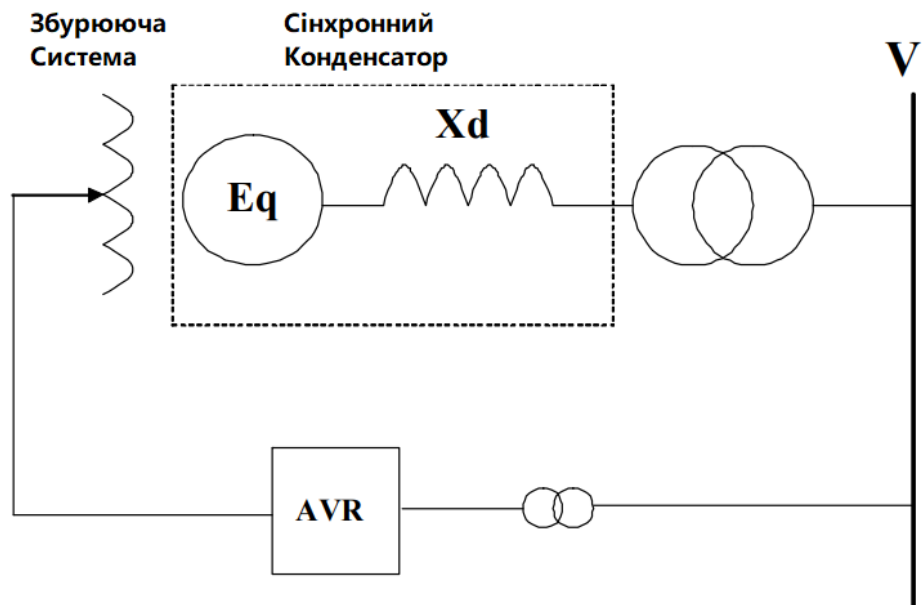 Збурююча
Система
Сінхронний
Конденсатор
V
Xd
Eq
AVR